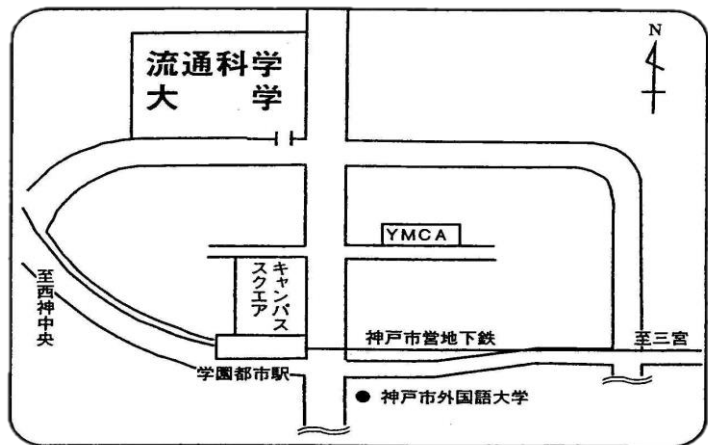 N
流通科学
大学
YMCA
キャンパス
スクエア
至西神中央
神戸市営地下鉄
至三宮
学園都市駅
神戸市外国語大学